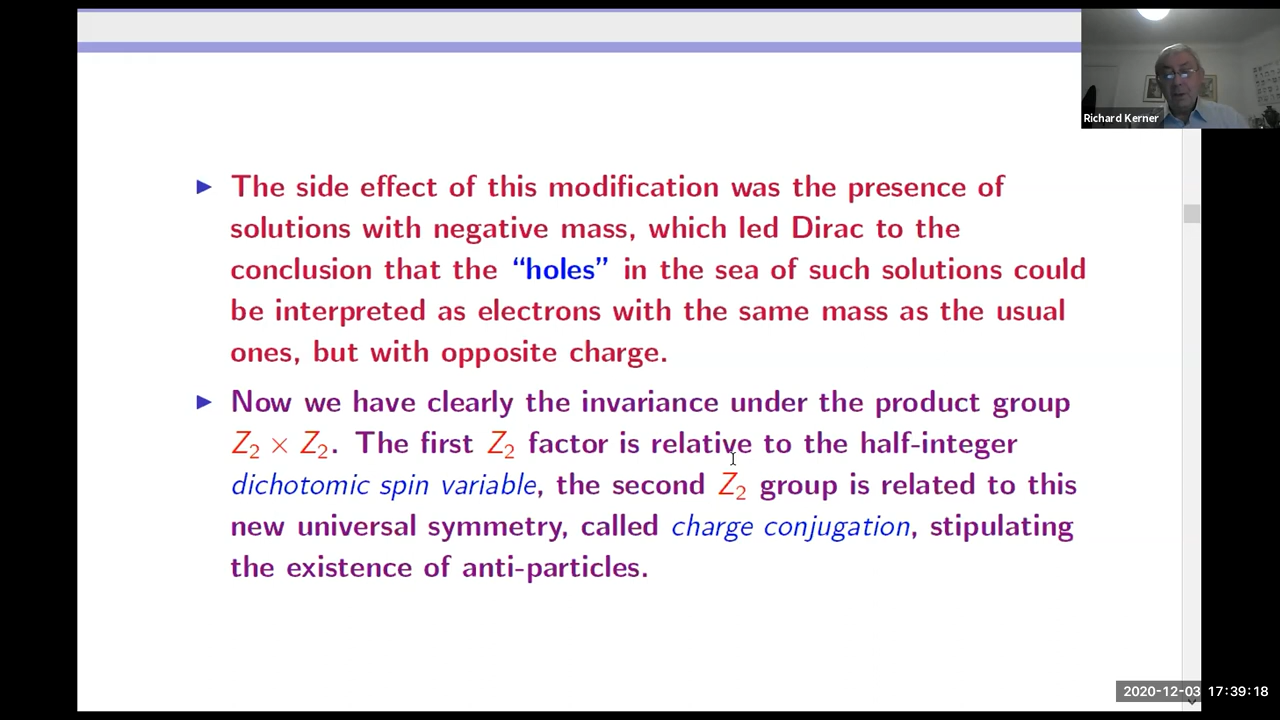 Richard Kerner
▶ The side effect of this modification was the presence of
solutions with negative mass, which led Dirac to the
conclusion that the “holes” in the sea of such solutions could
be interpreted as electrons with the same mass as the usual
ones, but with opposite charge.
▶ Now we have clearly the invariance under the product group
Z₂ × Z₂. The first Z₂ factor is relative to the half-integer
dichotomic spin variable, the second Z₂ group is related to this
new universal symmetry, called charge conjugation, stipulating
the existence of anti-particles.
2020-12-03 17:39:18